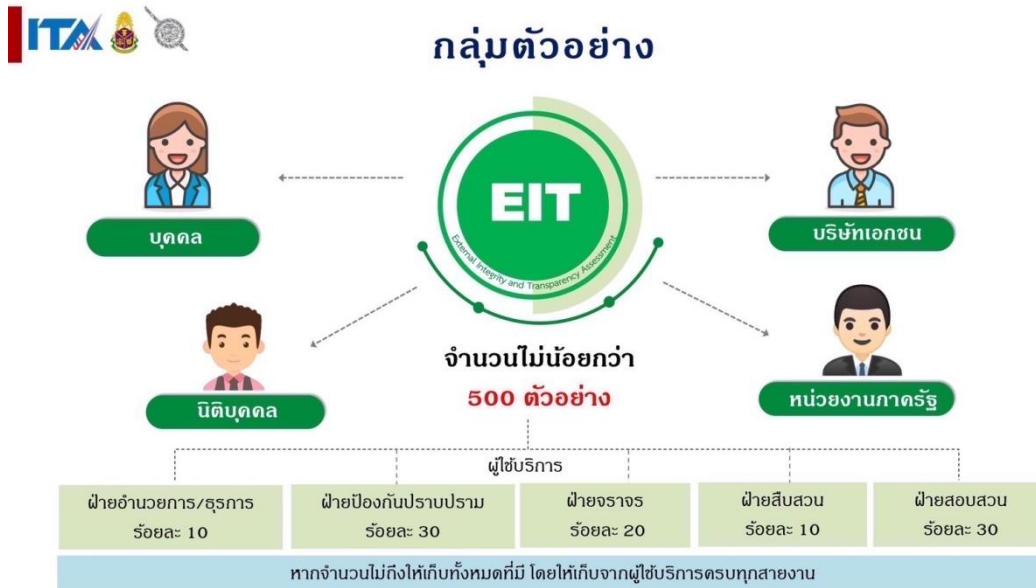 ITA
กลุ่มตัวอย่าง
EIT
External Integrity and Transparency Assessment
บุคคล
บริษัทเอกชน
นิติบุคคล
หน่วยงานภาครัฐ
จำนวนไม่น้อยกว่า
500 ตัวอย่าง
ผู้ใช้บริการ
ฝ่ายอำนวยการ/ธุรการ
ร้อยละ 10
ฝ่ายป้องกันปราบปราม
ร้อยละ 30
ฝ่ายจราจร
ร้อยละ 20
ฝ่ายสืบสวน
ร้อยละ 10
ฝ่ายสอบสวน
ร้อยละ 30
หากจำนวนไม่ถึงให้เก็บทั้งหมดที่มี โดยให้เก็บจากผู้ใช้บริการครบทุกสายงาน